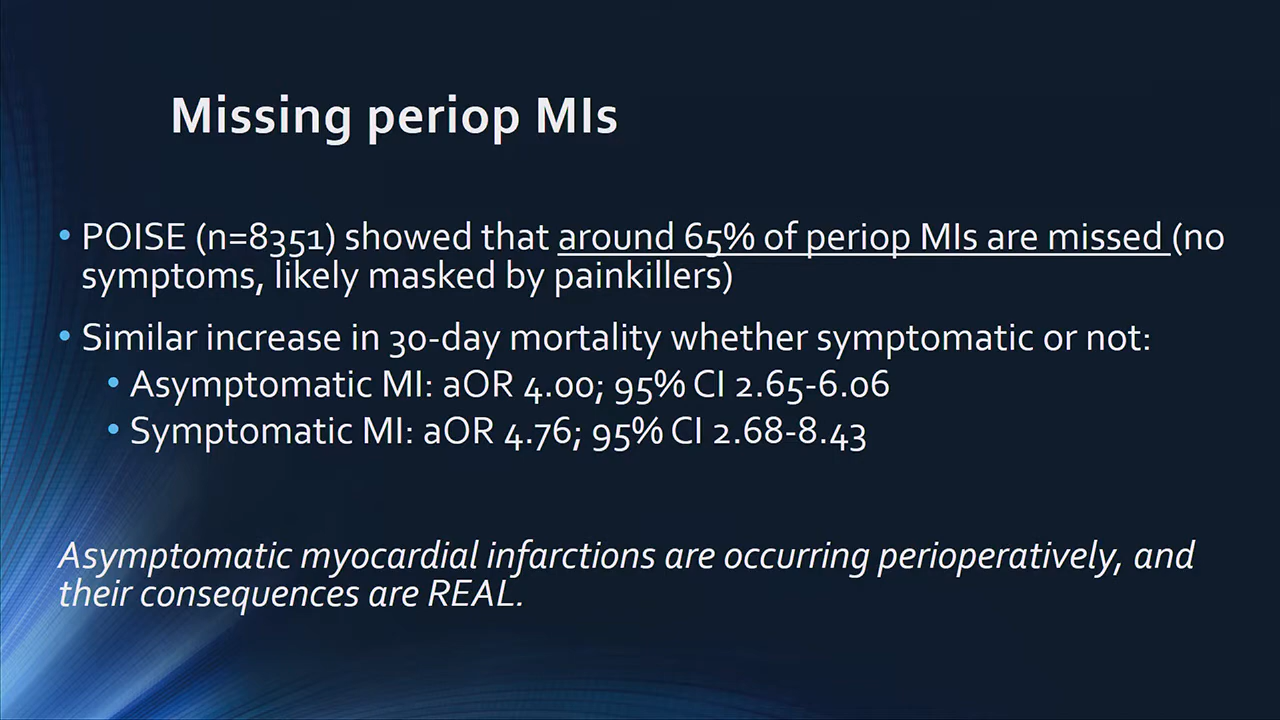 Missing periop MIs
• POISE (n=8351) showed that around 65% of periop MIs are missed (no
symptoms, likely masked by painkillers)
• Similar increase in 30-day mortality whether symptomatic or not:
• Asymptomatic MI: aOR 4.00; 95% CI 2.65-6.06
• Symptomatic MI: aOR 4.76; 95% CI 2.68-8.43
Asymptomatic myocardial infarctions are occurring perioperatively, and
their consequences are REAL.